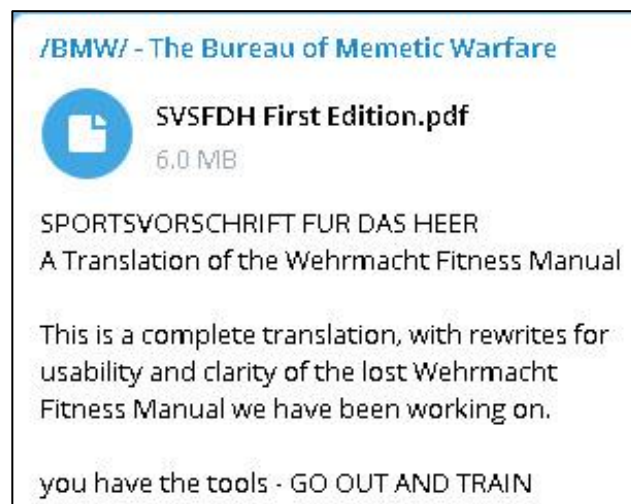 /BMW/ - The Bureau of Memetic Warfare
SVSFDH First Edition.pdf
6.0 MB
SPORTSVORSCHRIFT FUR DAS HEER
A Translation of the Wehrmacht Fitness Manual
This is a complete translation, with rewrites for
usability and clarity of the lost Wehrmacht
Fitness Manual we have been working on.
you have the tools - GO OUT AND TRAIN